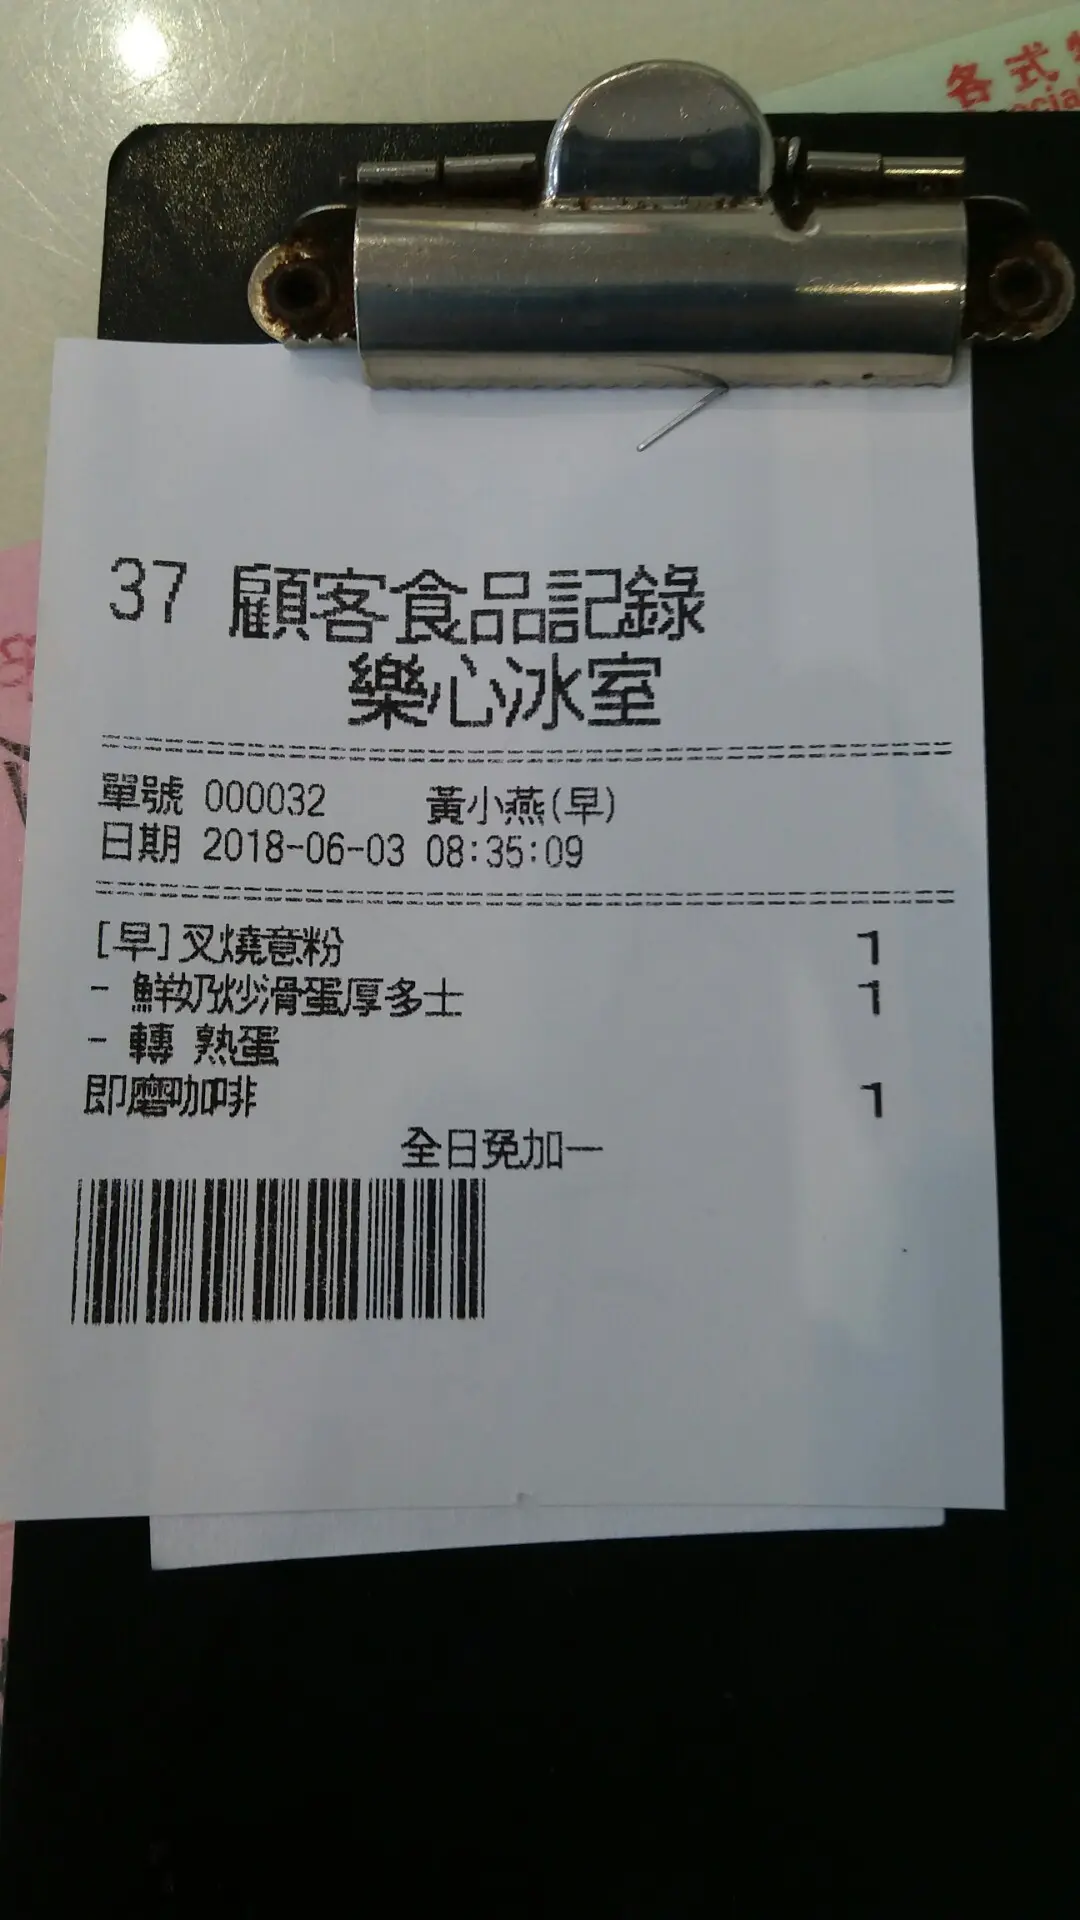 各式
37 顧客食品記錄
樂心冰室
單號 000032 黃小燕(早)
日期 2018-06-03 08:35:09
[早]叉燒意粉 1
- 鮮奶炒滑蛋厚多士 1
- 轉 熟蛋
即磨咖啡 1
全日免加一